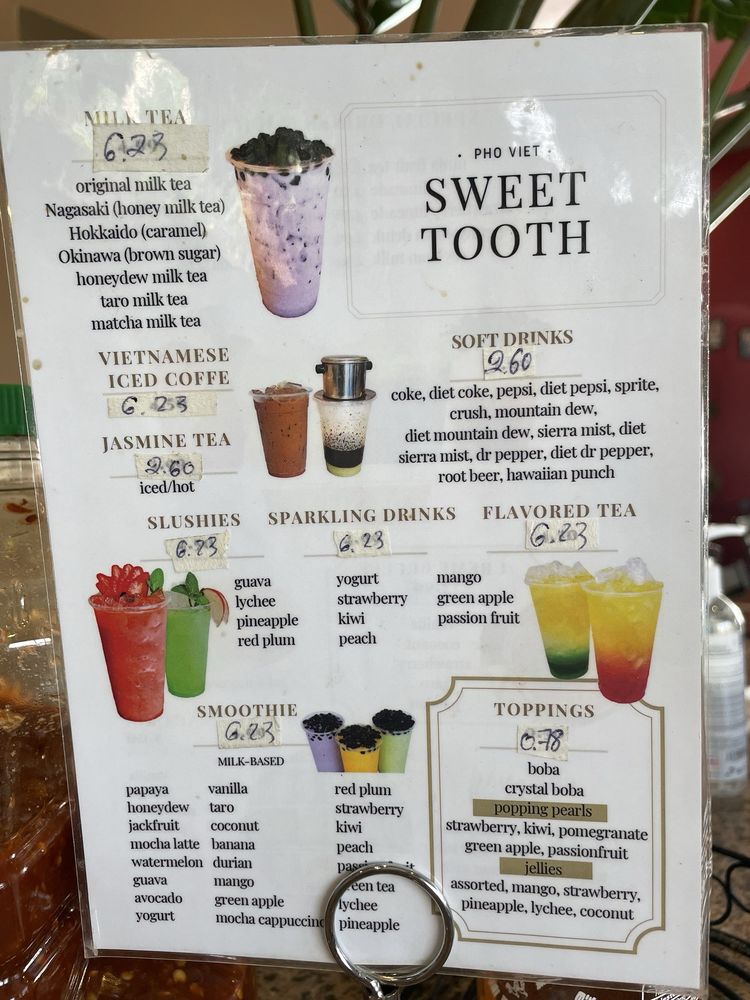 MILK TEA
6.23
original milk tea
Nagasaki (honey milk tea)
Hokkaido (caramel)
Okinawa (brown sugar)
honeydew milk tea
taro milk tea
matcha milk tea
· PHO VIET ·
SWEET
TOOTH
VIETNAMESE
ICED COFFE
6.23
JASMINE TEA
2.60
iced/hot
SOFT DRINKS
2.60
coke, diet coke, pepsi, diet pepsi, sprite,
crush, mountain dew,
diet mountain dew, sierra mist, diet
sierra mist, dr pepper, diet dr pepper,
root beer, hawaiian punch
SLUSHIES
6.23
guava
lychee
pineapple
red plum
SPARKLING DRINKS
6.23
yogurt
strawberry
kiwi
peach
FLAVORED TEA
6.23
mango
green apple
passion fruit
SMOOTHIE
6.23
MILK-BASED
papaya
honeydew
jackfruit
mocha latte
watermelon
guava
avocado
yogurt
vanilla
taro
coconut
banana
durian
mango
green apple
mocha cappuccino
red plum
strawberry
kiwi
peach
tea
lychee
pineapple
TOPPINGS
0.78
boba
crystal boba
popping pearls
strawberry, kiwi, pomegranate
green apple, passionfruit
jellies
assorted, mango, strawberry,
pineapple, lychee, coconut